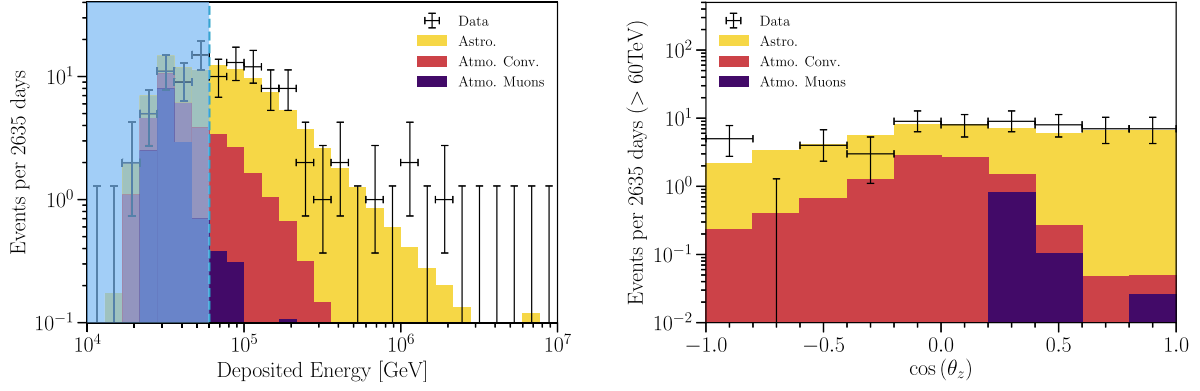 Events per 2635 days
10^1
10^0
10^−1
10^4
10^5
10^6
10^7
Deposited Energy [GeV]
Data
Astro.
Atmo. Conv.
Atmo. Muons
Events per 2635 days (> 60TeV)
10^2
10^1
10^0
10^−1
10^−2
−1.0
−0.5
0.0
0.5
1.0
cos (θ_z)
Data
Astro.
Atmo. Conv.
Atmo. Muons